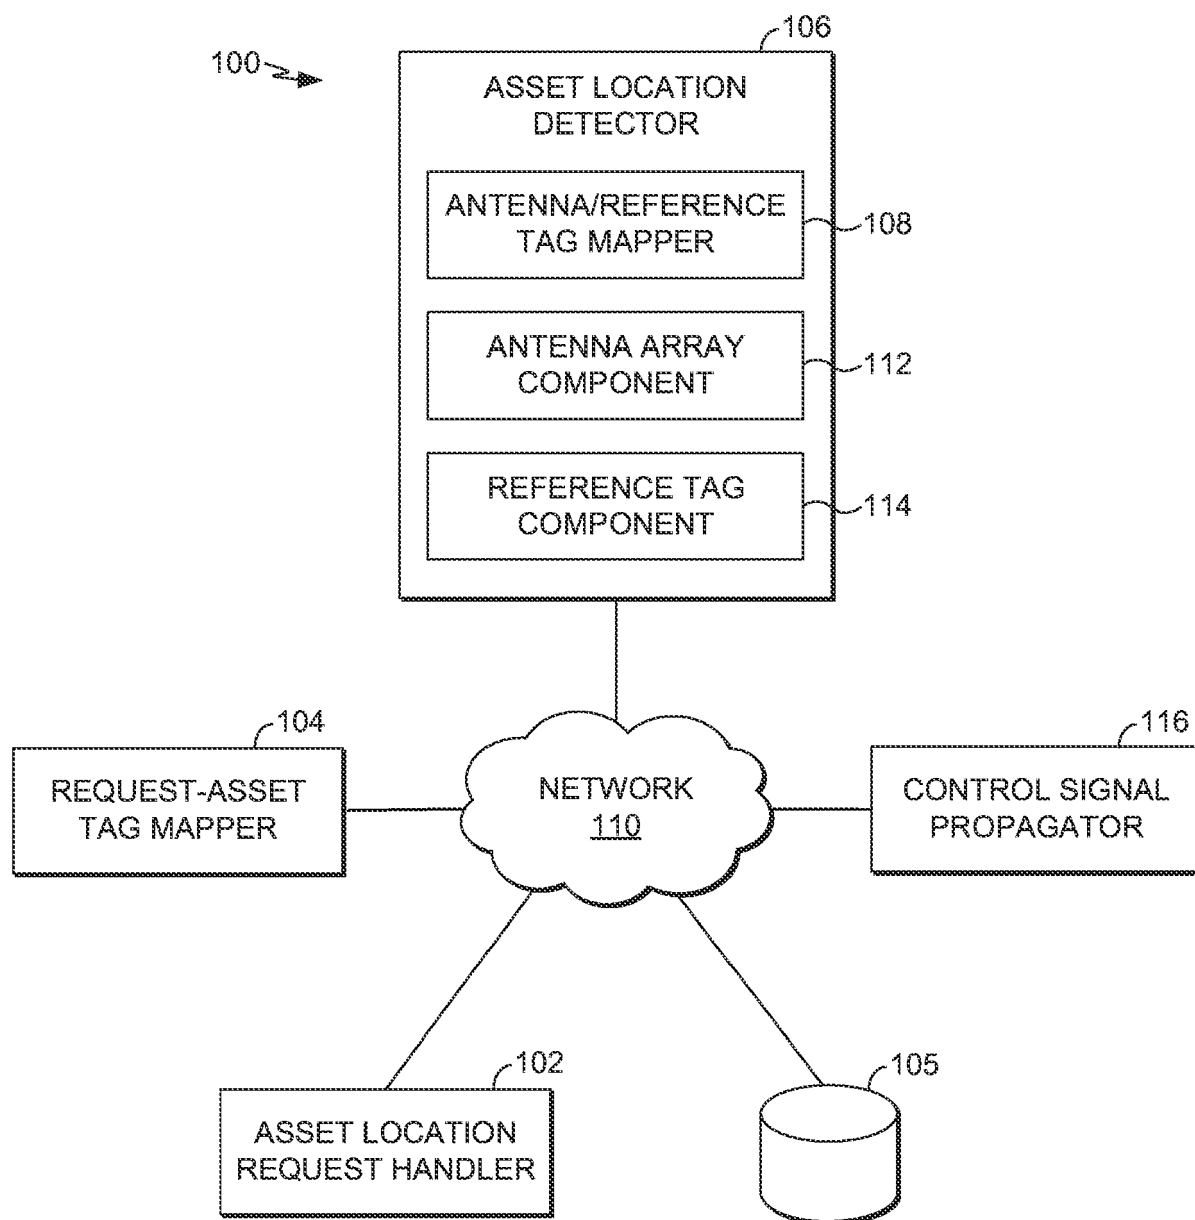 106
100
ASSET LOCATION
DETECTOR
ANTENNA/REFERENCE
TAG MAPPER
108
ANTENNA ARRAY
COMPONENT
112
REFERENCE TAG
COMPONENT
114
104
116
REQUEST-ASSET
TAG MAPPER
NETWORK
110
CONTROL SIGNAL
PROPAGATOR
102
105
ASSET LOCATION
REQUEST HANDLER